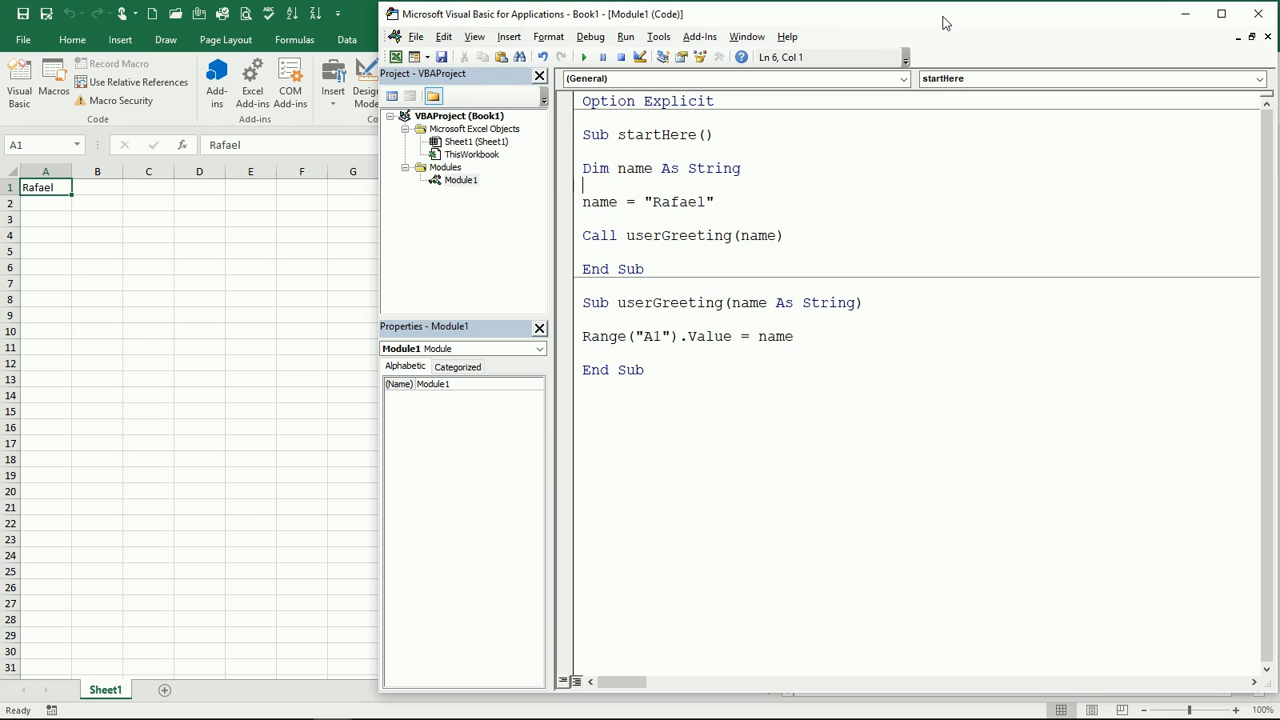 Microsoft Visual Basic for Applications - Book1 - [Module1 (Code)]
File Home Insert Draw Page Layout Formulas Data
File Edit View Insert Format Debug Run Tools Add-Ins Window Help
Ln 6, Col 1
Visual Basic
Macros
Record Macro
Use Relative References
Macro Security
Code
Add-ins
Excel Add-ins
COM Add-ins
Add-ins
Insert
Design Mode
A1
fx
Rafael
A B C D E F G
1 Rafael
2
3
4
5
6
7
8
9
10
11
12
13
14
15
16
17
18
19
20
21
22
23
24
25
26
27
28
29
30
31
Sheet1
Ready
100%
Project - VBAProject
VBAProject (Book1)
Microsoft Excel Objects
Sheet1 (Sheet1)
ThisWorkbook
Modules
Module1
Properties - Module1
Module1 Module
Alphabetic Categorized
(Name) Module1
(General)
startHere
Option Explicit
Sub startHere()
Dim name As String
name = "Rafael"
Call userGreeting(name)
End Sub
Sub userGreeting(name As String)
Range("A1").Value = name
End Sub